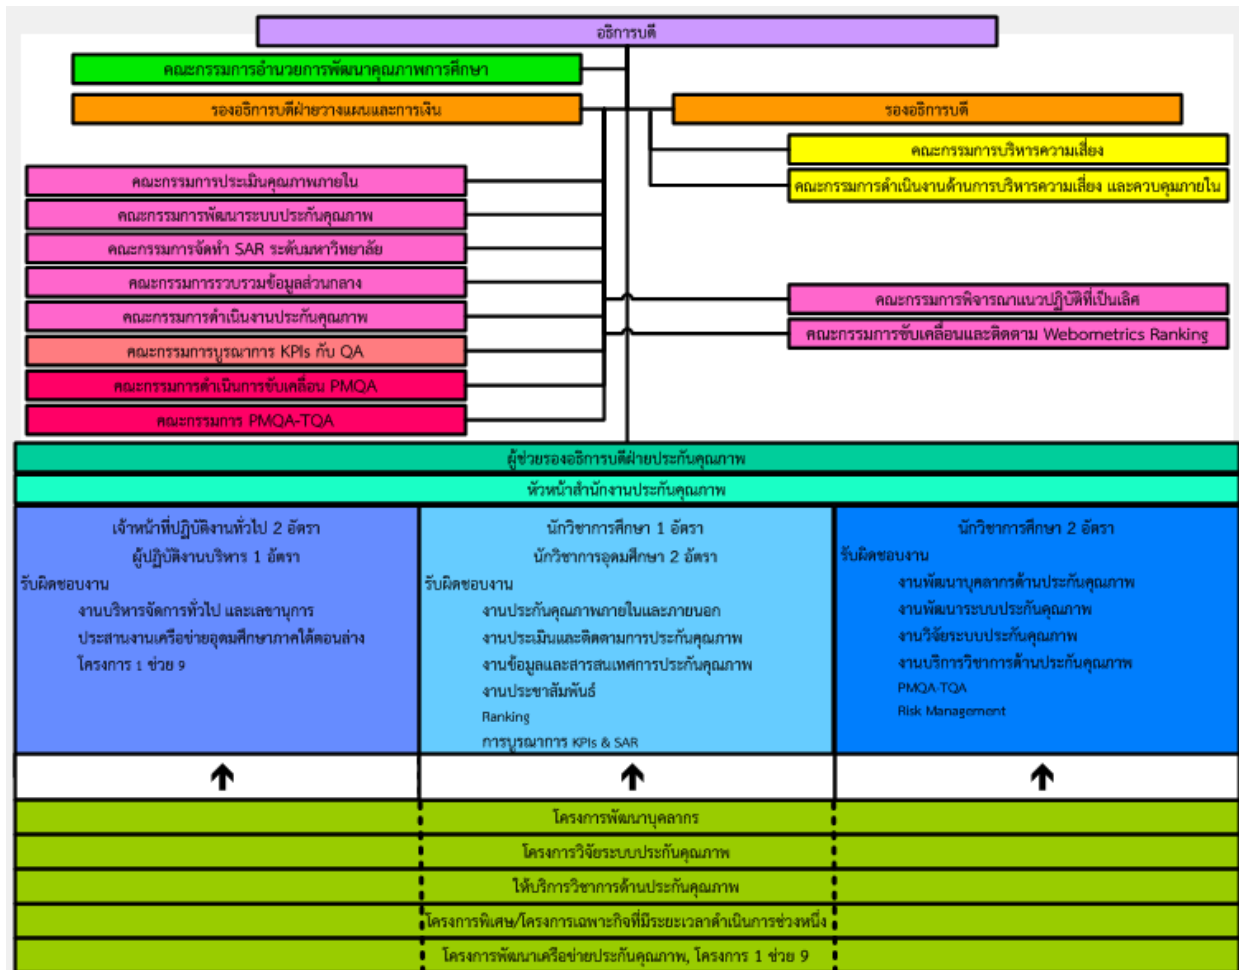 อธิการบดี
คณะกรรมการอำนวยการพัฒนาคุณภาพการศึกษา
รองอธิการบดีฝ่ายวางแผนและการเงิน
รองอธิการบดี
คณะกรรมการบริหารความเสี่ยง
คณะกรรมการดำเนินงานด้านการบริหารความเสี่ยง และควบคุมภายใน
คณะกรรมการประเมินคุณภาพภายใน
คณะกรรมการพัฒนาระบบประกันคุณภาพ
คณะกรรมการจัดทำ SAR ระดับมหาวิทยาลัย
คณะกรรมการรวบรวมข้อมูลส่วนกลาง
คณะกรรมการดำเนินงานประกันคุณภาพ
คณะกรรมการบูรณาการ KPIs กับ QA
คณะกรรมการดำเนินการขับเคลื่อน PMQA
คณะกรรมการ PMQA-TQA
คณะกรรมการพิจารณาแนวปฏิบัติที่เป็นเลิศ
คณะกรรมการขับเคลื่อนและติดตาม Webometrics Ranking
ผู้ช่วยรองอธิการบดีฝ่ายประกันคุณภาพ
หัวหน้าสำนักงานประกันคุณภาพ
เจ้าหน้าที่ปฏิบัติงานทั่วไป 2 อัตรา
ผู้ปฏิบัติงานบริหาร 1 อัตรา
รับผิดชอบงาน
งานบริหารจัดการทั่วไป และเลขานุการ
ประสานงานเครือข่ายอุดมศึกษาภาคใต้ตอนล่าง
โครงการ 1 ช่วย 9
นักวิชาการศึกษา 1 อัตรา
นักวิชาการอุดมศึกษา 2 อัตรา
รับผิดชอบงาน
งานประกันคุณภาพภายในและภายนอก
งานประเมินและติดตามการประกันคุณภาพ
งานข้อมูลและสารสนเทศการประกันคุณภาพ
งานประชาสัมพันธ์
Ranking
การบูรณาการ KPIs & SAR
นักวิชาการศึกษา 2 อัตรา
รับผิดชอบงาน
งานพัฒนาบุคลากรด้านประกันคุณภาพ
งานพัฒนาระบบประกันคุณภาพ
งานวิจัยระบบประกันคุณภาพ
งานบริการวิชาการด้านประกันคุณภาพ
PMQA-TQA
Risk Management
โครงการพัฒนาบุคลากร
โครงการวิจัยระบบประกันคุณภาพ
ให้บริการวิชาการด้านประกันคุณภาพ
โครงการพิเศษ/โครงการเฉพาะกิจที่มีระยะเวลาดำเนินการช่วงหนึ่ง
โครงการพัฒนาเครือข่ายประกันคุณภาพ, โครงการ 1 ช่วย 9